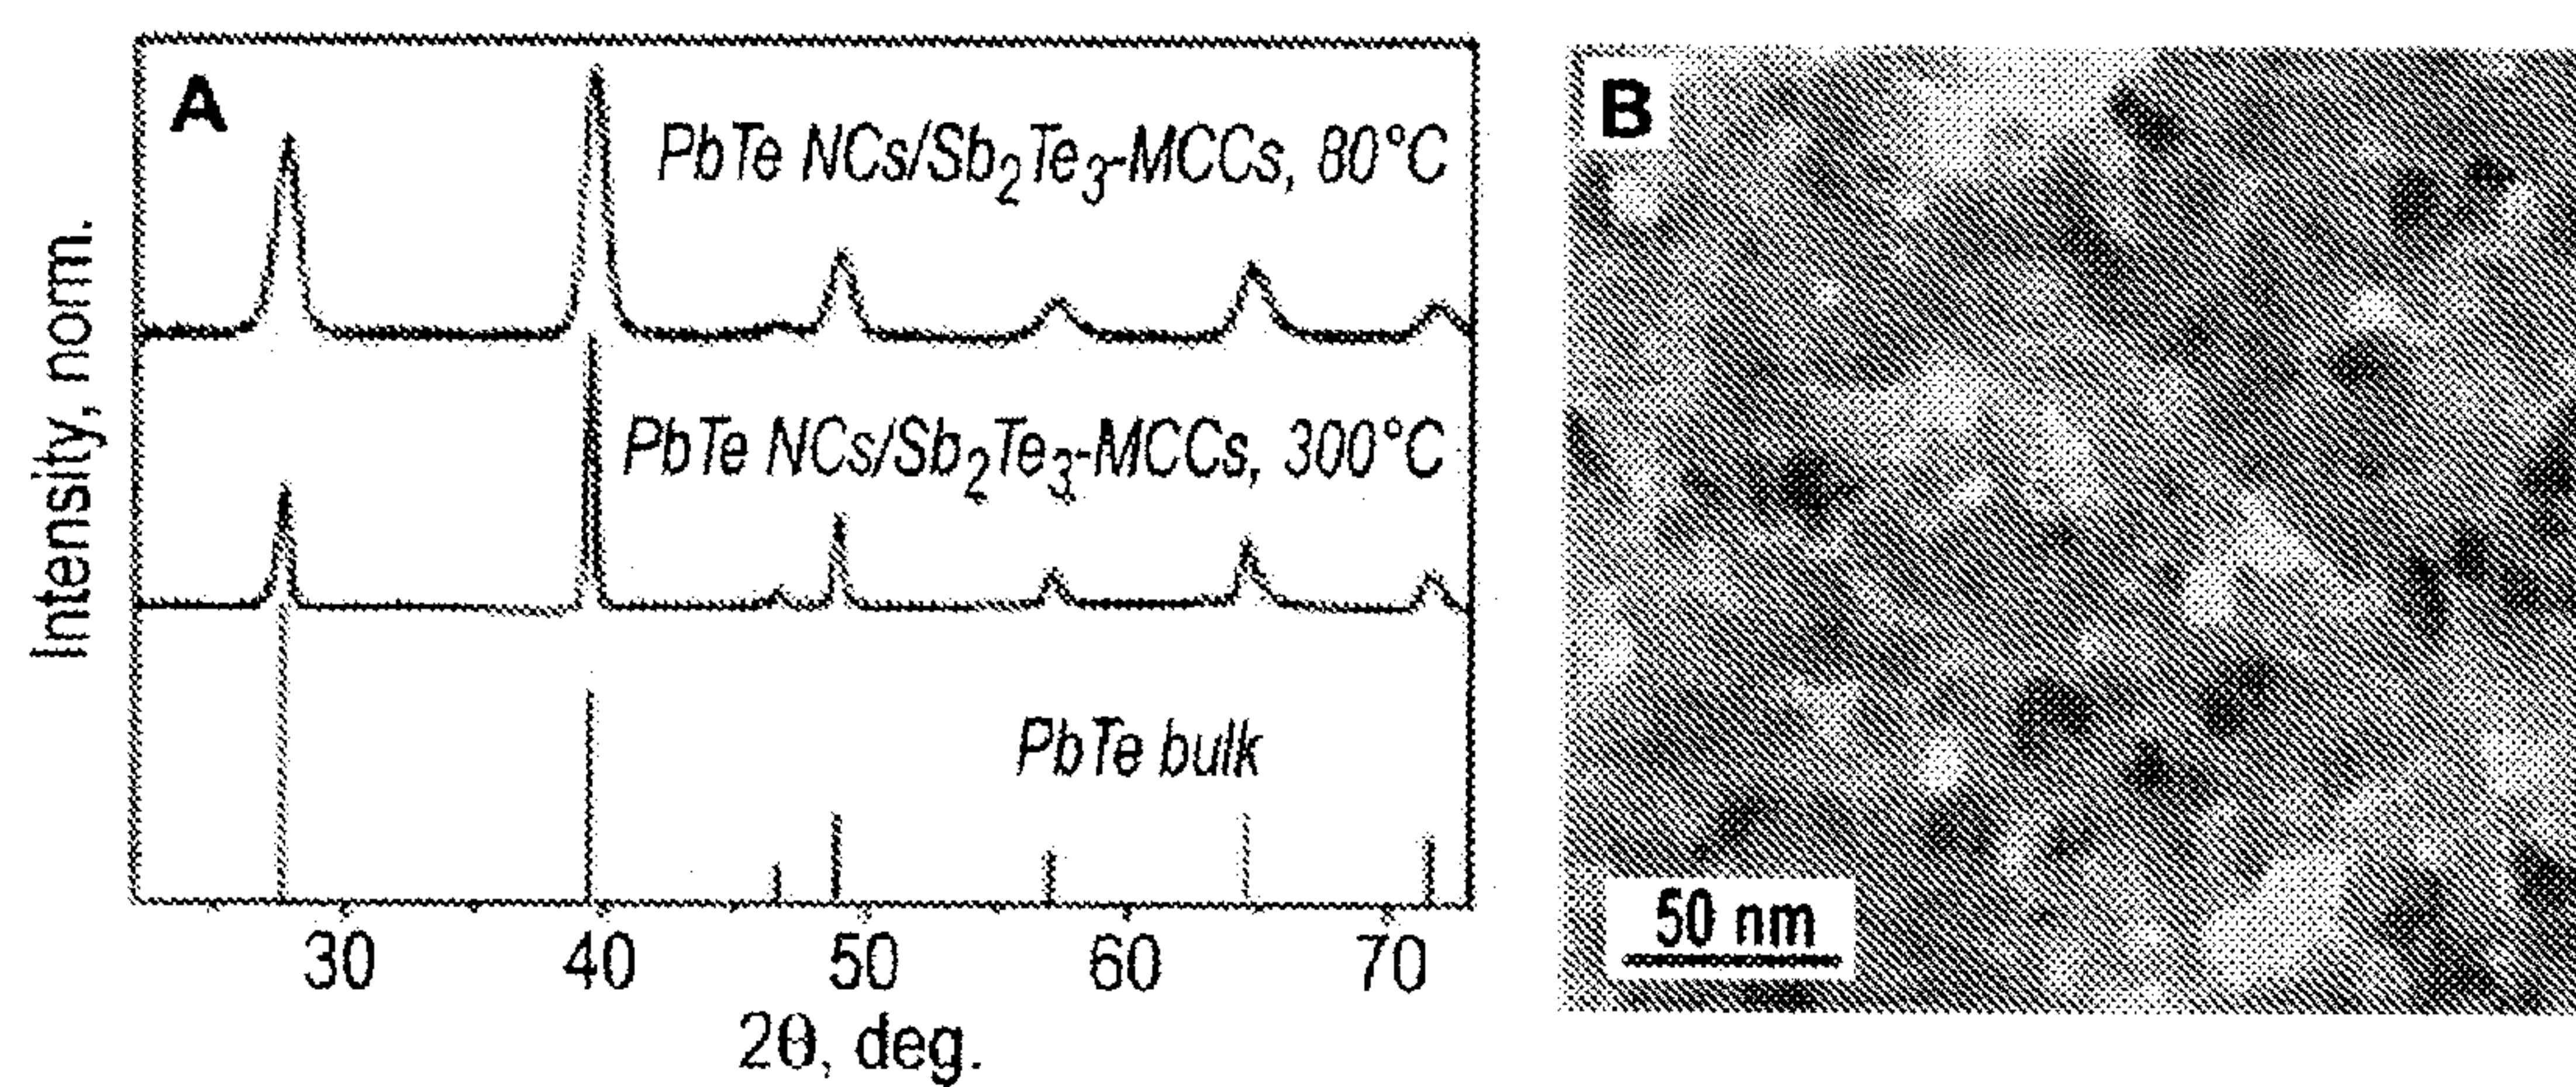 A
PbTe NCs/Sb2Te3-MCCs, 80°C
PbTe NCs/Sb2Te3-MCCs, 300°C
PbTe bulk
Intensity, nom.
30 40 50 60 70
2θ, deg.
B
50 nm